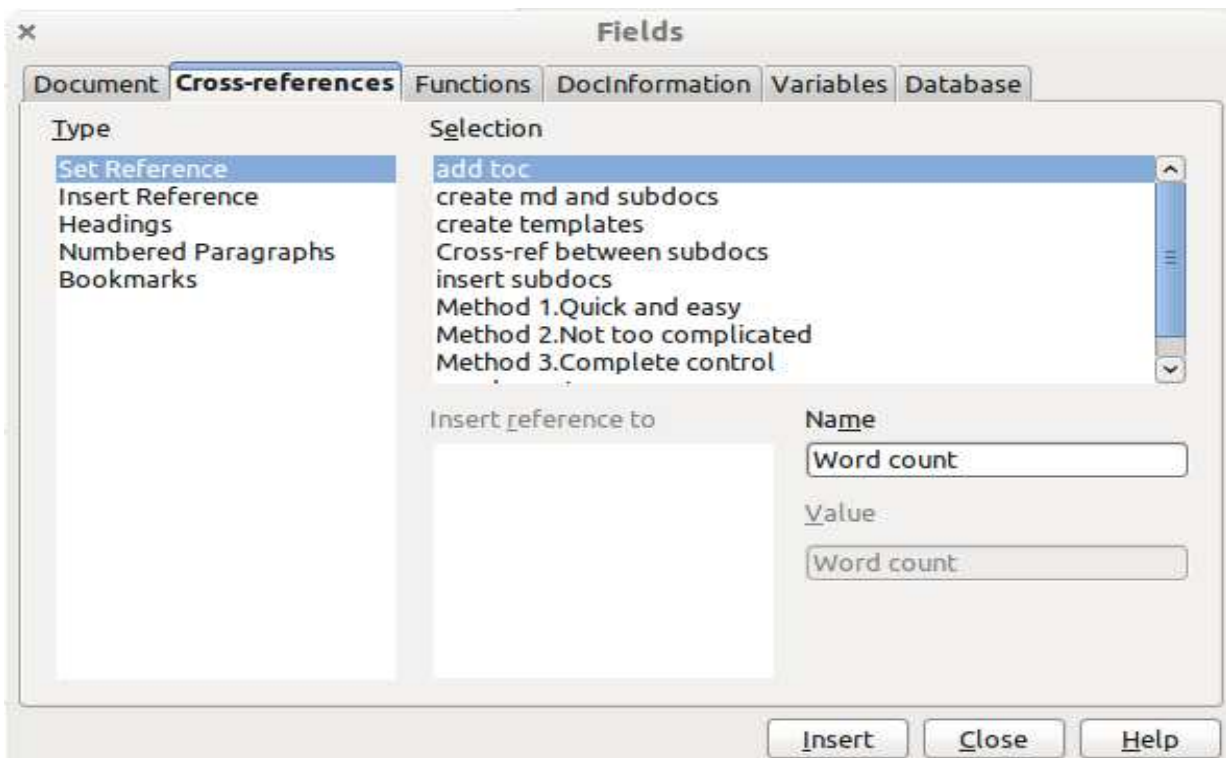 Fields
Document Cross-references Functions DocInformation Variables Database
Type
Set Reference
Insert Reference
Headings
Numbered Paragraphs
Bookmarks
Selection
add toc
create md and subdocs
create templates
Cross-ref between subdocs
insert subdocs
Method 1.Quick and easy
Method 2.Not too complicated
Method 3.Complete control
Insert reference to
Name
Word count
Value
Word count
Insert Close Help